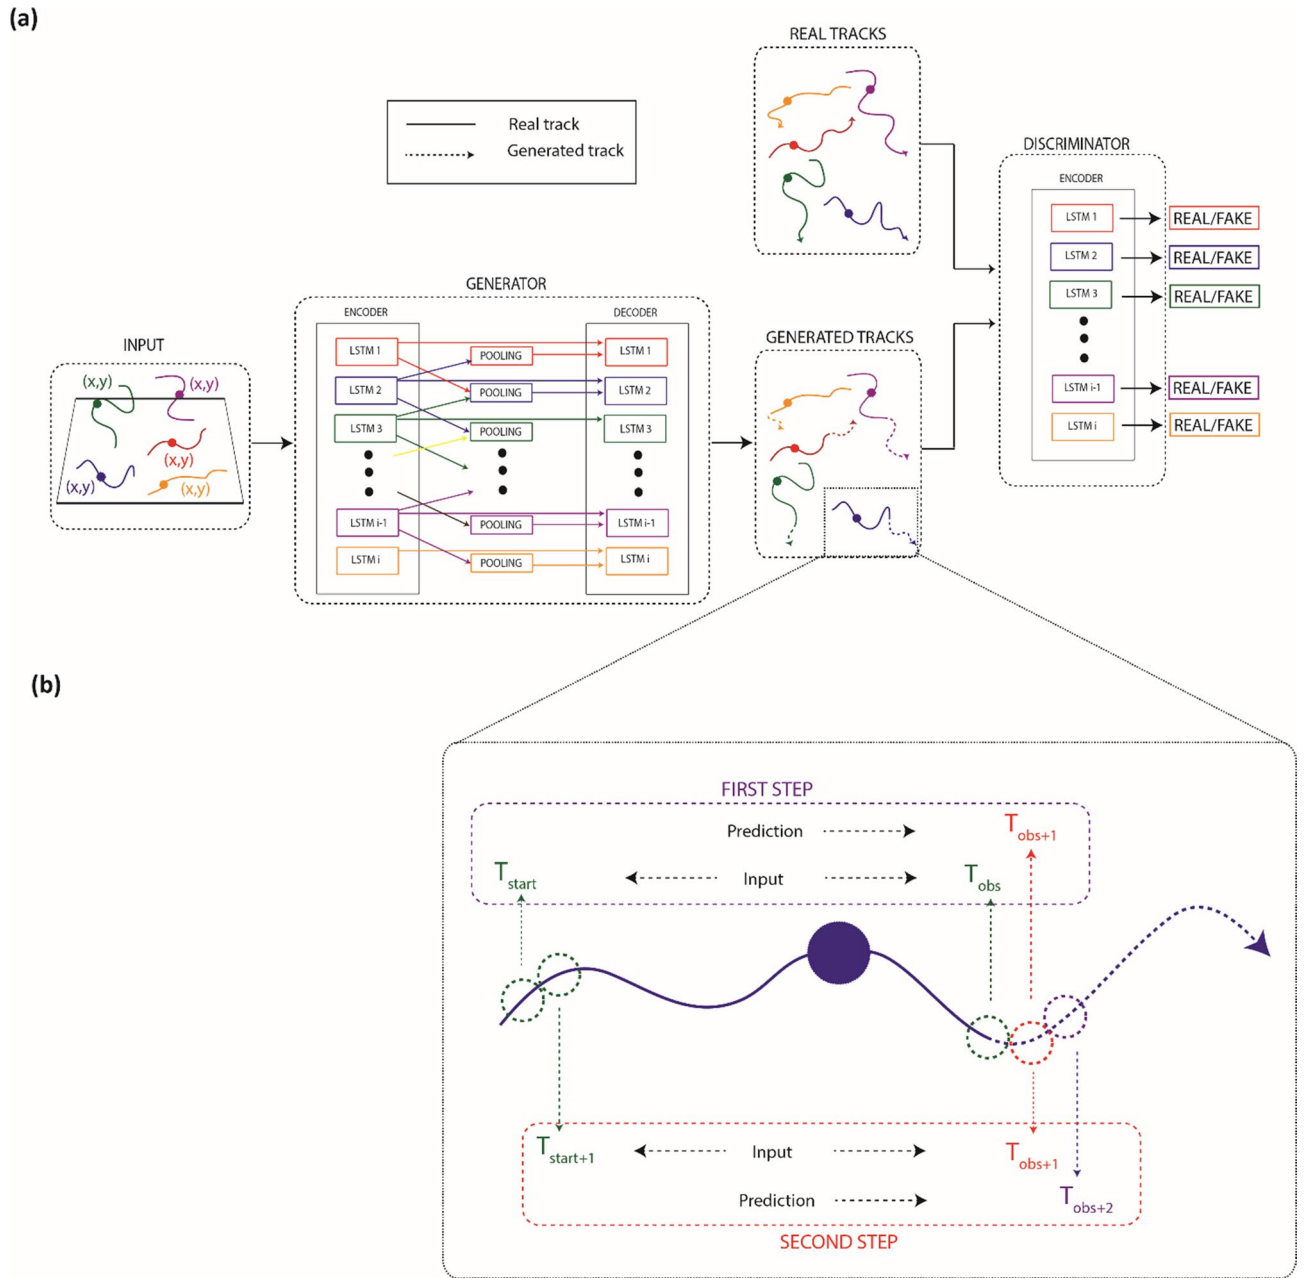 (a)
REAL TRACKS
Real track
Generated track
DISCRIMINATOR
ENCODER
LSTM 1
REAL/FAKE
LSTM 2
REAL/FAKE
LSTM 3
REAL/FAKE
LSTM i-1
REAL/FAKE
LSTM i
REAL/FAKE
GENERATOR
ENCODER
DECODER
LSTM 1
POOLING
LSTM 1
LSTM 2
POOLING
LSTM 2
LSTM 3
POOLING
LSTM 3
LSTM i-1
POOLING
LSTM i-1
LSTM i
POOLING
LSTM i
INPUT
(x,y)
(x,y)
(x,y)
(x,y)
(x,y)
GENERATED TRACKS
(b)
FIRST STEP
Prediction
Tobs+1
Tstart
Input
Tobs
Tstart+1
Input
Tobs+1
Prediction
Tobs+2
SECOND STEP